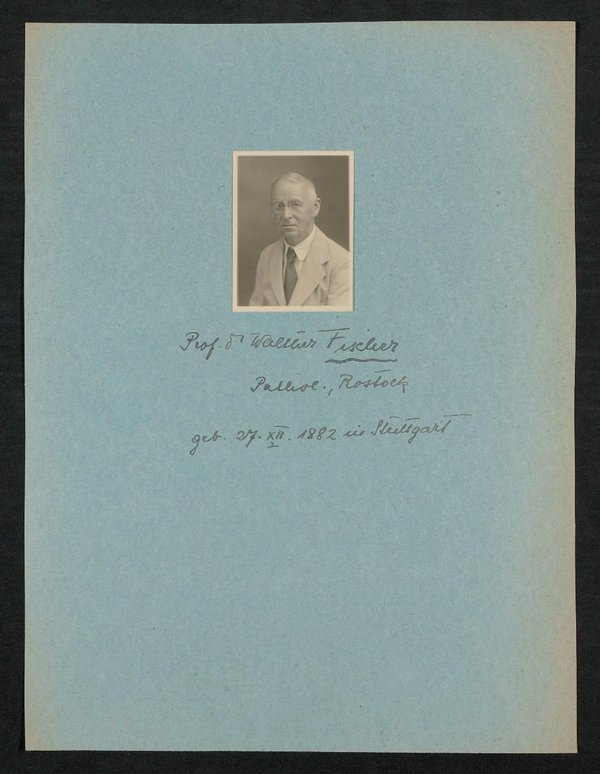 Prof. Dr Walther Fischer
Pathol., Rostock
geb. 27. XII. 1882 in Stuttgart